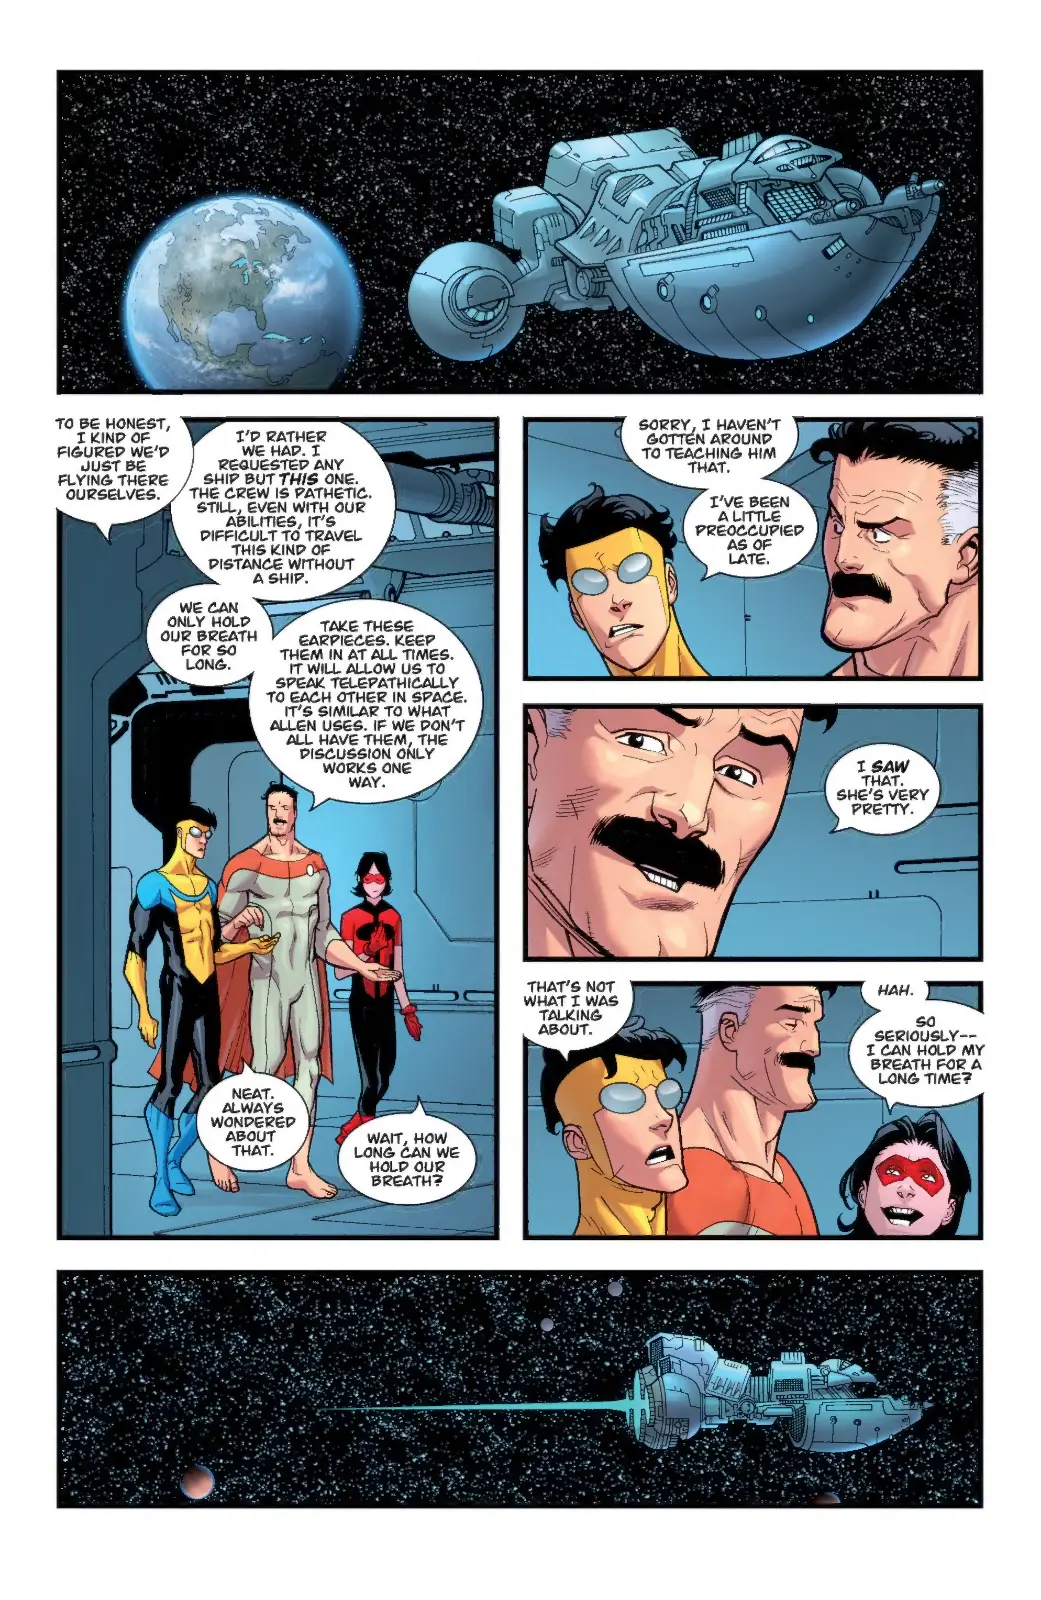 TO BE HONEST,
I KIND OF
FIGURED WE'D
JUST BE
FLYING THERE
OURSELVES.
I'D RATHER
WE HAD. I
REQUESTED ANY
SHIP BUT THIS ONE.
THE CREW IS PATHETIC.
STILL, EVEN WITH OUR
ABILITIES, IT'S
DIFFICULT TO TRAVEL
THIS KIND OF
DISTANCE WITHOUT
A SHIP.
WE CAN
ONLY HOLD
OUR BREATH
FOR SO
LONG.
TAKE THESE
EARPIECES. KEEP
THEM IN AT ALL TIMES.
IT WILL ALLOW US TO
SPEAK TELEPATHICALLY
TO EACH OTHER IN SPACE.
IT'S SIMILAR TO WHAT
ALLEN USES. IF WE DON'T
ALL HAVE THEM, THE
DISCUSSION ONLY
WORKS ONE
WAY.
NEAT.
ALWAYS
WONDERED
ABOUT
THAT.
WAIT, HOW
LONG CAN WE
HOLD OUR
BREATH?
SORRY, I HAVEN'T
GOTTEN AROUND
TO TEACHING HIM
THAT.
I'VE BEEN
A LITTLE
PREOCCUPIED
AS OF
LATE.
I SAW
THAT.
SHE'S VERY
PRETTY.
THAT'S NOT
WHAT I WAS
TALKING
ABOUT.
HAH.
SO
SERIOUSLY--
I CAN HOLD MY
BREATH FOR A
LONG TIME?